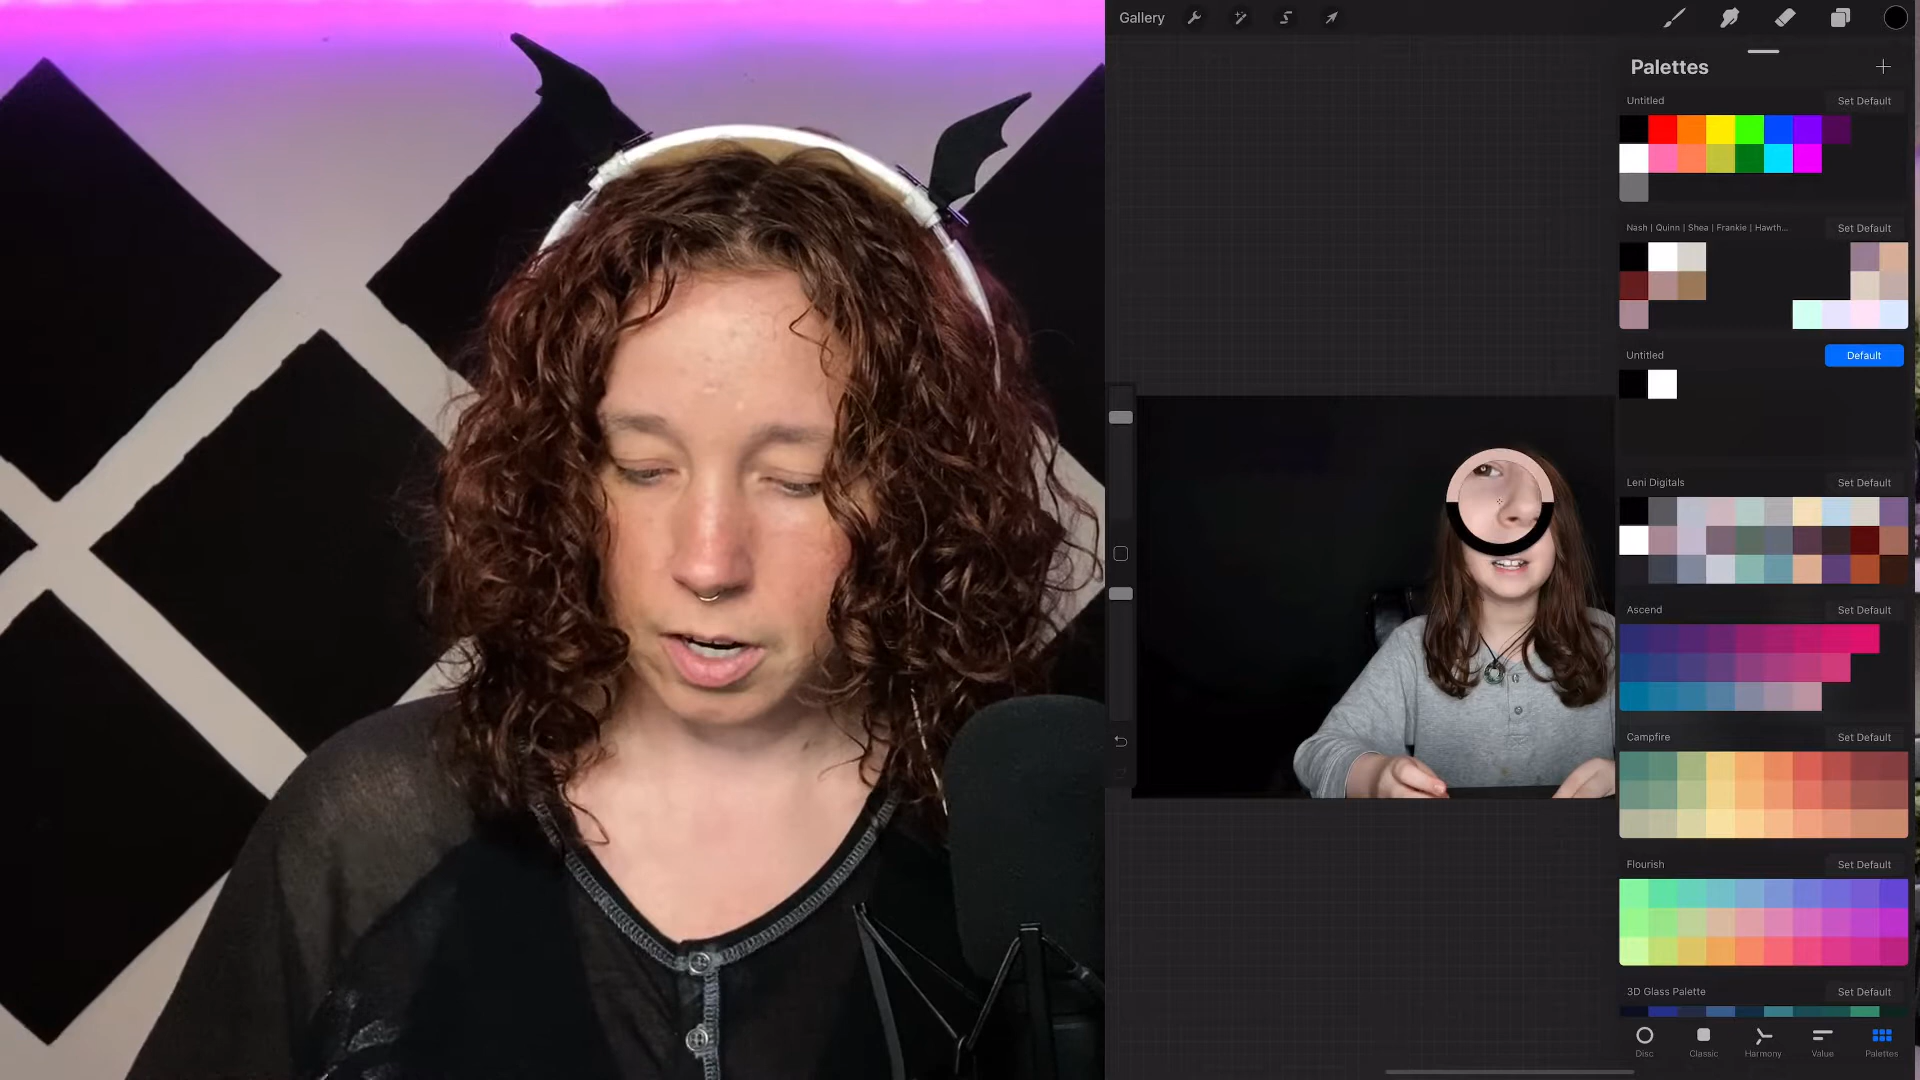 Gallery
Palettes
Untitled Set Default
Nash | Quinn | Shea | Frankie | Hawth... Set Default
Untitled Default
Leni Digitals Set Default
Ascend Set Default
Campfire Set Default
Flourish Set Default
3D Glass Palette Set Default
Disc Classic Harmony Value Palettes